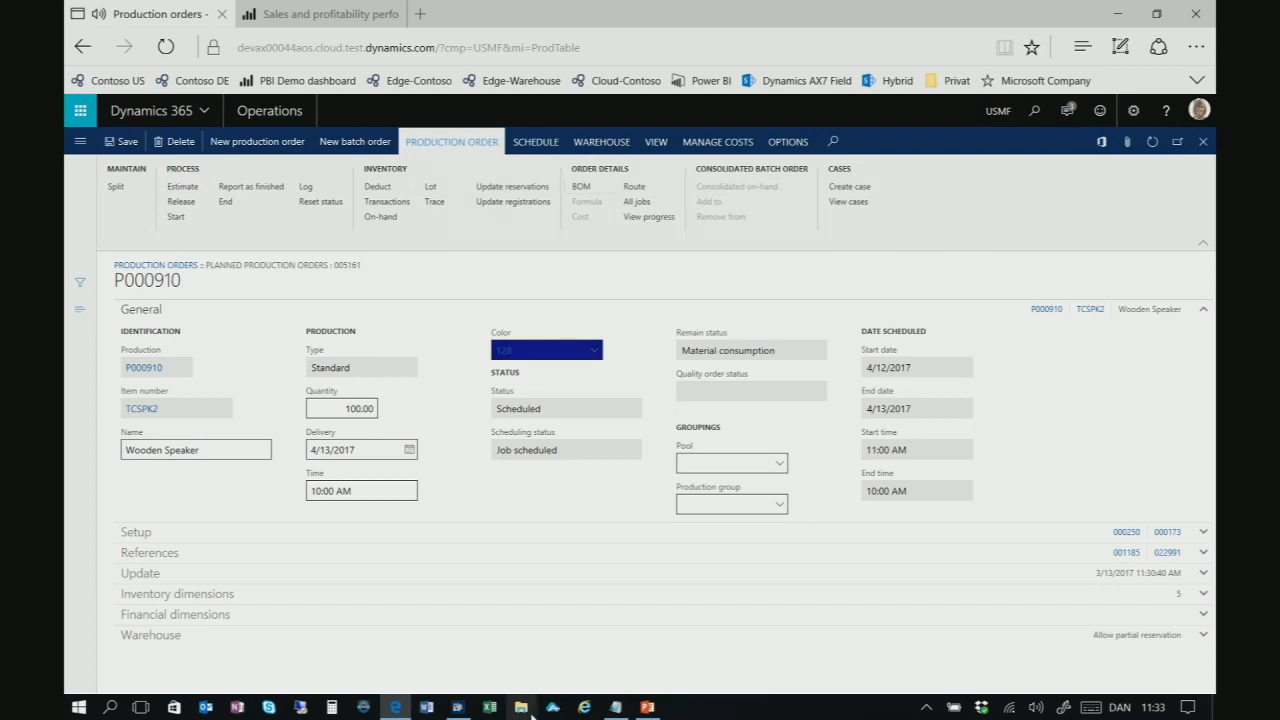 Production orders -
Sales and profitability perfo
devax00044aos.cloud.test.dynamics.com/?cmp=USMF&mi=ProdTable
Contoso US Contoso DE PBI Demo dashboard Edge-Contoso Edge-Warehouse Cloud-Contoso Power BI Dynamics AX7 Field Hybrid Privat Microsoft Company
Dynamics 365 Operations USMF 3 ?
Save Delete New production order New batch order PRODUCTION ORDER SCHEDULE WAREHOUSE VIEW MANAGE COSTS OPTIONS
MAINTAIN PROCESS INVENTORY ORDER DETAILS CONSOLIDATED BATCH ORDER CASES
Split Estimate Report as finished Log Deduct Lot Update reservations BOM Route Consolidated on-hand Create case
Release End Reset status Transactions Trace Update registrations Formula All jobs Add to View cases
Start On-hand Cost View progress Remove from
PRODUCTION ORDERS :: PLANNED PRODUCTION ORDERS : 005161
P000910
General P000910 TCSPK2 Wooden Speaker
IDENTIFICATION PRODUCTION Color Remain status DATE SCHEDULED
Production Type 128 Material consumption Start date
P000910 Standard STATUS Quality order status 4/12/2017
Item number Quantity Status End date
TCSPK2 100.00 Scheduled GROUPINGS 4/13/2017
Name Delivery Scheduling status Pool Start time
Wooden Speaker 4/13/2017 Job scheduled 11:00 AM
Time Production group End time
10:00 AM 10:00 AM
Setup 000250 000173
References 001185 022991
Update 3/13/2017 11:30:40 AM
Inventory dimensions 5
Financial dimensions
Warehouse Allow partial reservation
DAN 11:33